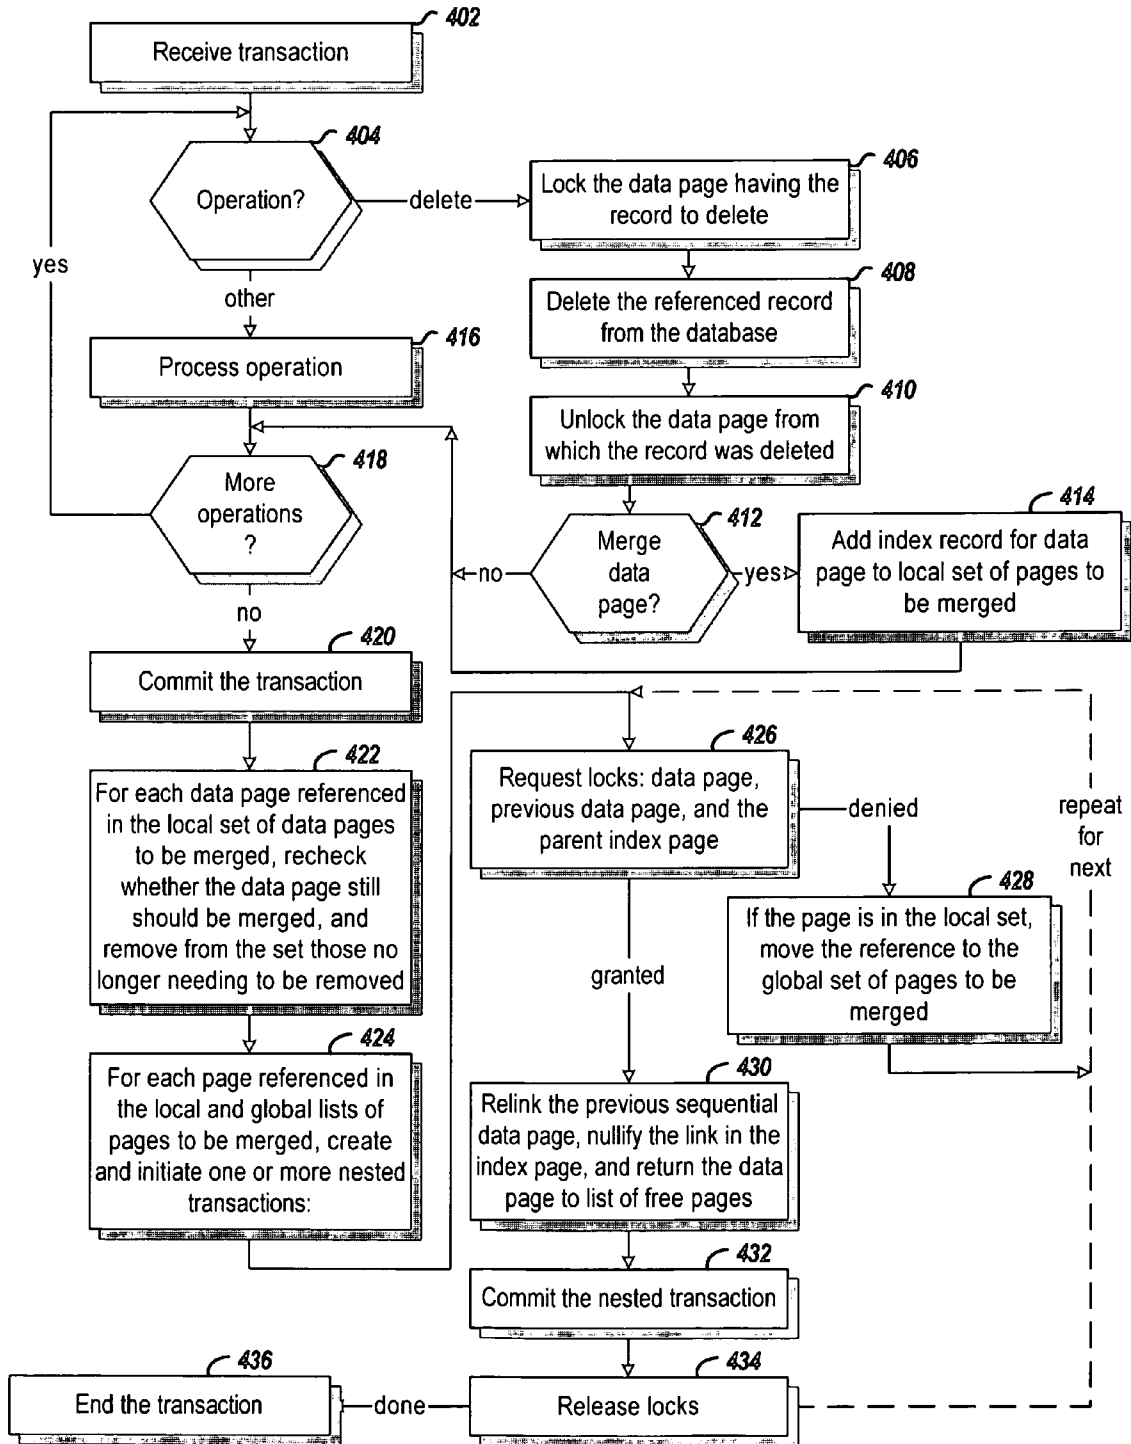 402
Receive transaction
404
Operation?
delete
406
Lock the data page having the
record to delete
yes
other
408
Delete the referenced record
from the database
416
Process operation
410
Unlock the data page from
which the record was deleted
418
More
operations
?
412
Merge
data
page?
no
yes
414
Add index record for data
page to local set of pages to
be merged
no
420
Commit the transaction
422
For each data page referenced
in the local set of data pages
to be merged, recheck
whether the data page still
should be merged, and
remove from the set those no
longer needing to be removed
424
For each page referenced in
the local and global lists of
pages to be merged, create
and initiate one or more nested
transactions:
426
Request locks: data page,
previous data page, and the
parent index page
denied
repeat
for
next
428
If the page is in the local set,
move the reference to the
global set of pages to be
merged
granted
430
Relink the previous sequential
data page, nullify the link in the
index page, and return the data
page to list of free pages
432
Commit the nested transaction
434
Release locks
done
436
End the transaction